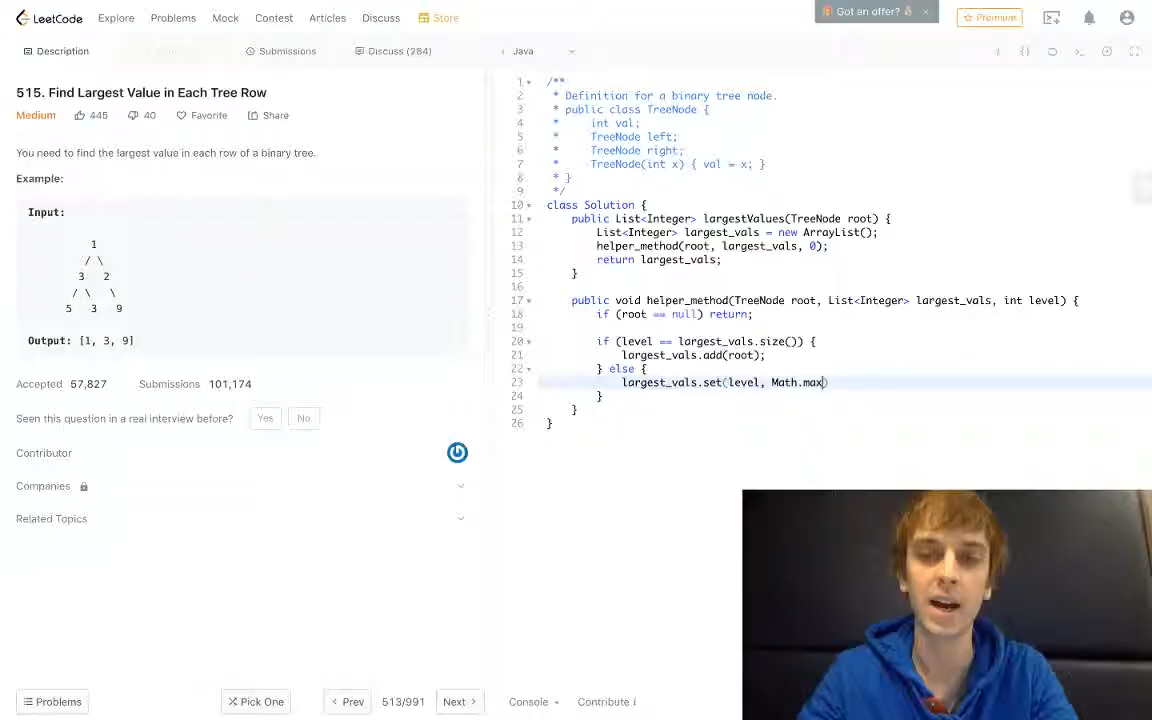 LeetCode Explore Problems Mock Contest Articles Discuss Store Got an offer? × Premium
Description Submissions Discuss (284) Java
515. Find Largest Value in Each Tree Row
Medium 445 40 Favorite Share
You need to find the largest value in each row of a binary tree.
Example:
Input:
1
/ \
3 2
/ \ \
5 3 9
Output: [1, 3, 9]
Accepted 57,827 Submissions 101,174
Seen this question in a real interview before? Yes No
Contributor
Companies
Related Topics
Problems Pick One < Prev 513/991 Next >
1 /**
2 * Definition for a binary tree node.
3 * public class TreeNode {
4 * int val;
5 * TreeNode left;
6 * TreeNode right;
7 * TreeNode(int x) { val = x; }
8 * }
9 */
10 class Solution {
11 public List<Integer> largestValues(TreeNode root) {
12 List<Integer> largest_vals = new ArrayList();
13 helper_method(root, largest_vals, 0);
14 return largest_vals;
15 }
16
17 public void helper_method(TreeNode root, List<Integer> largest_vals, int level) {
18 if (root == null) return;
19
20 if (level == largest_vals.size()) {
21 largest_vals.add(root);
22 } else {
23 largest_vals.set(level, Math.max)
24 }
25 }
26 }
Console Contribute i